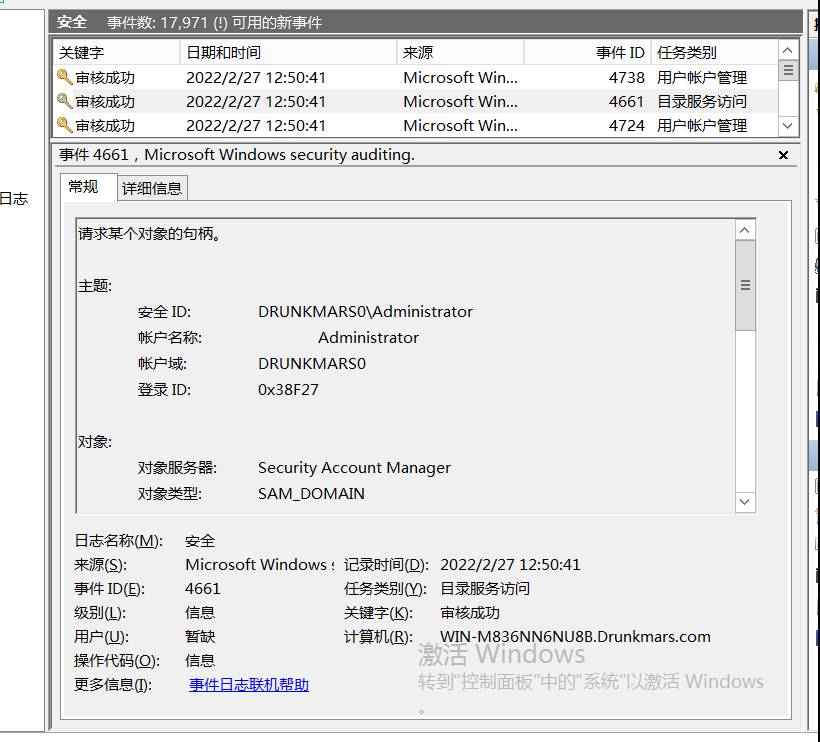 安全 事件数: 17,971 (!) 可用的新事件
关键字 日期和时间 来源 事件 ID 任务类别
审核成功 2022/2/27 12:50:41 Microsoft Win... 4738 用户帐户管理
审核成功 2022/2/27 12:50:41 Microsoft Win... 4661 目录服务访问
审核成功 2022/2/27 12:50:41 Microsoft Win... 4724 用户帐户管理
事件 4661，Microsoft Windows security auditing.
常规 详细信息
日志
请求某个对象的句柄。
主题:
安全 ID: DRUNKMARS0\Administrator
帐户名称: Administrator
帐户域: DRUNKMARS0
登录 ID: 0x38F27
对象:
对象服务器: Security Account Manager
对象类型: SAM_DOMAIN
日志名称(M): 安全
来源(S): Microsoft Windows 记录时间(D): 2022/2/27 12:50:41
事件 ID(E): 4661 任务类别(Y): 目录服务访问
级别(L): 信息 关键字(K): 审核成功
用户(U): 暂缺 计算机(R): WIN-M836NN6NU8B.Drunkmars.com
操作代码(O): 信息
更多信息(I): 事件日志联机帮助
激活 Windows
转到“控制面板”中的“系统”以激活 Windows
。